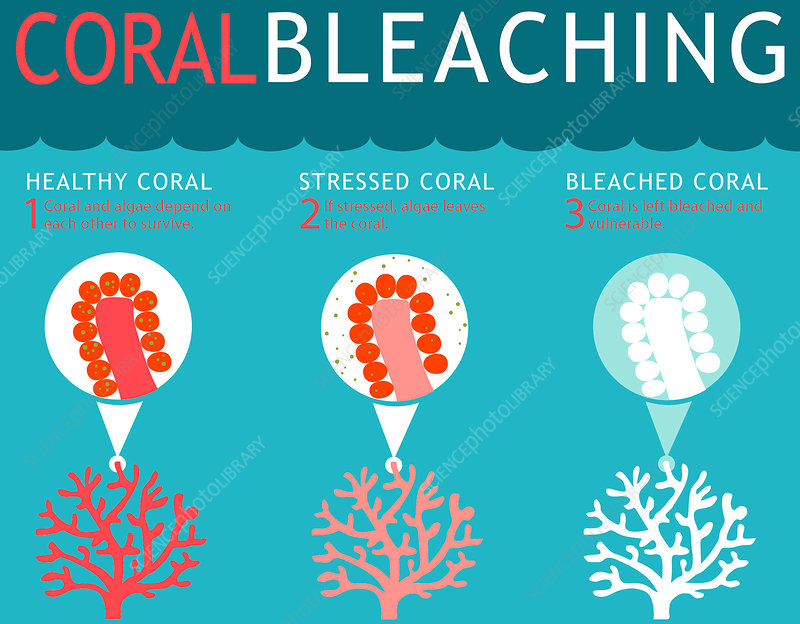 CORALBLEACHING
HEALTHY CORAL
1 Coral and algae depend on
each other to survive.
STRESSED CORAL
2 If stressed, algae leaves
the coral.
BLEACHED CORAL
3 Coral is left bleached and
vulnerable.
SCIENCEphotoLIBRARY